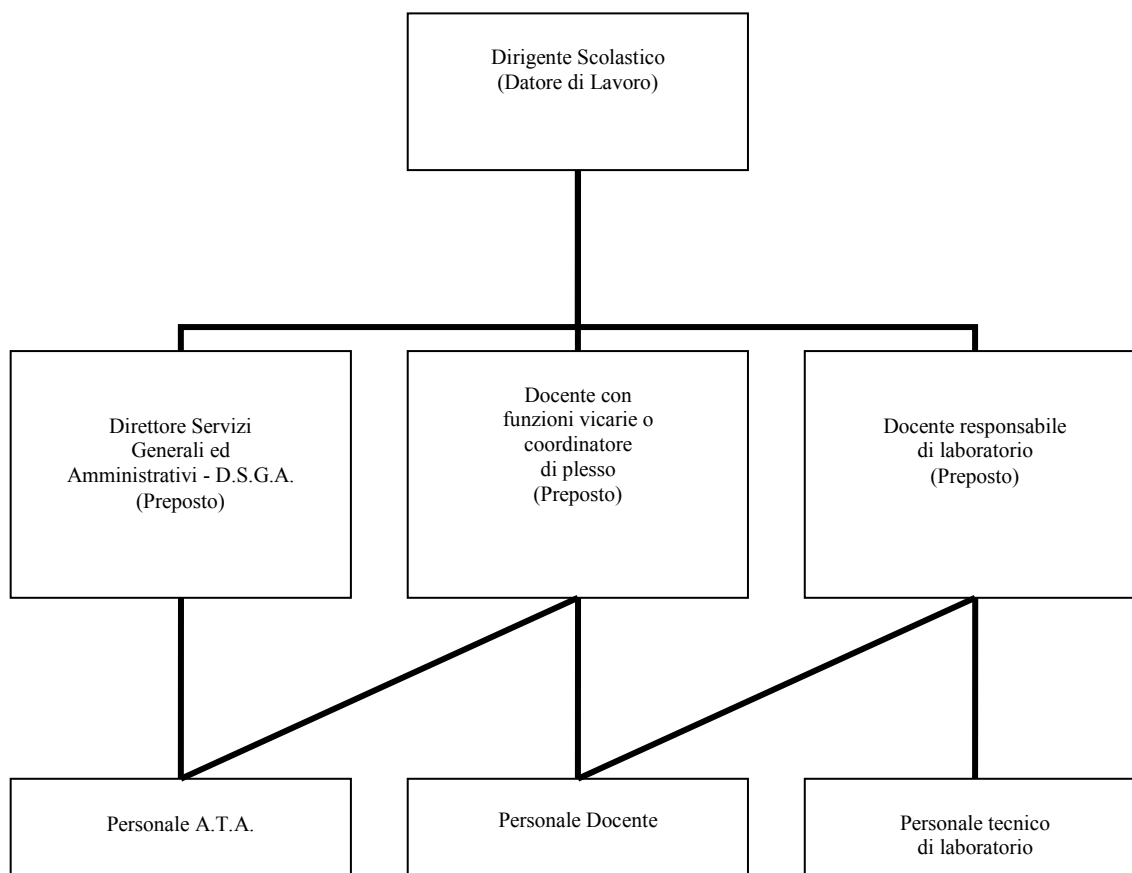 Dirigente Scolastico
(Datore di Lavoro)
Direttore Servizi
Generali ed
Amministrativi - D.S.G.A.
(Preposto)
Docente con
funzioni vicarie o
coordinatore
di plesso
(Preposto)
Docente responsabile
di laboratorio
(Preposto)
Personale A.T.A.
Personale Docente
Personale tecnico
di laboratorio